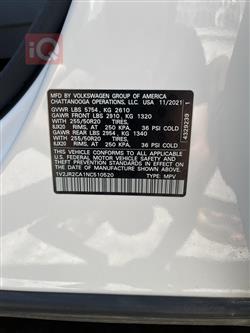 iQ
MFD BY VOLKSWAGEN GROUP OF AMERICA
CHATTANOOGA OPERATIONS, LLC. USA 11/2021 1
GVWR LBS 5754, KG 2610
GAWR FRONT LBS 2910, KG 1320
WITH 255/50R20 TIRES,
8JX20 RIMS, AT 250 KPA, 36 PSI COLD
GAWR REAR LBS 2954, KG 1340
WITH 255/50R20 TIRES,
8JX20 RIMS, AT 250 KPA, 36 PSI COLD
THIS VEHICLE CONFORMS TO ALL APPLICABLE
U.S. FEDERAL MOTOR VEHICLE SAFETY
AND THEFT PREVENTION STANDARDS IN
EFFECT ON THE DATE OF MANUFACTURE
SHOWN ABOVE.
1V2JR2CA1NC510520 TYPE: MPV
4329239